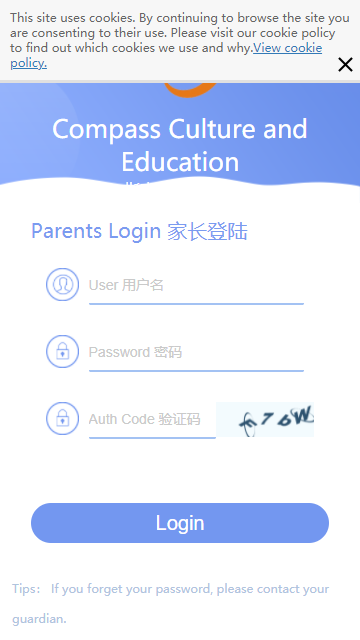 This site uses cookies. By continuing to browse the site you
are consenting to their use. Please visit our cookie policy
to find out which cookies we use and why.View cookie
policy.
Compass Culture and
Education
Parents Login 家长登陆
User 用户名
Password 密码
Auth Code 验证码
Login
Tips: If you forget your password, please contact your
guardian.